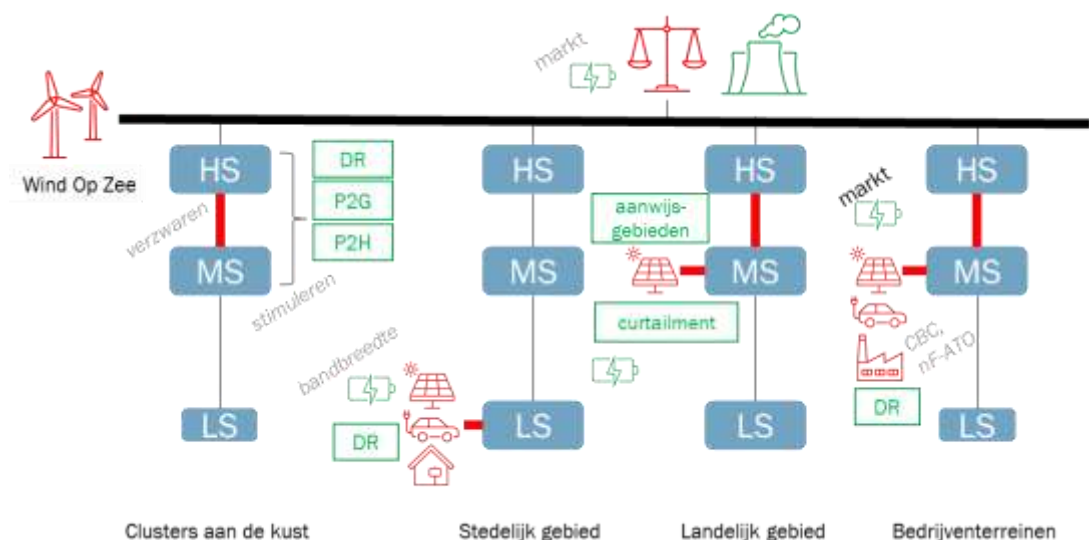 markt
Wind Op Zee
HS
HS
HS
HS
DR
P2G
P2H
verzwaren
stimuleren
aanwijs-
gebieden
markt
MS
MS
MS
MS
curtailment
bandbreedte
CBC,
nF-ATO
DR
DR
LS
LS
LS
LS
Clusters aan de kust
Stedelijk gebied
Landelijk gebied
Bedrijventerreinen